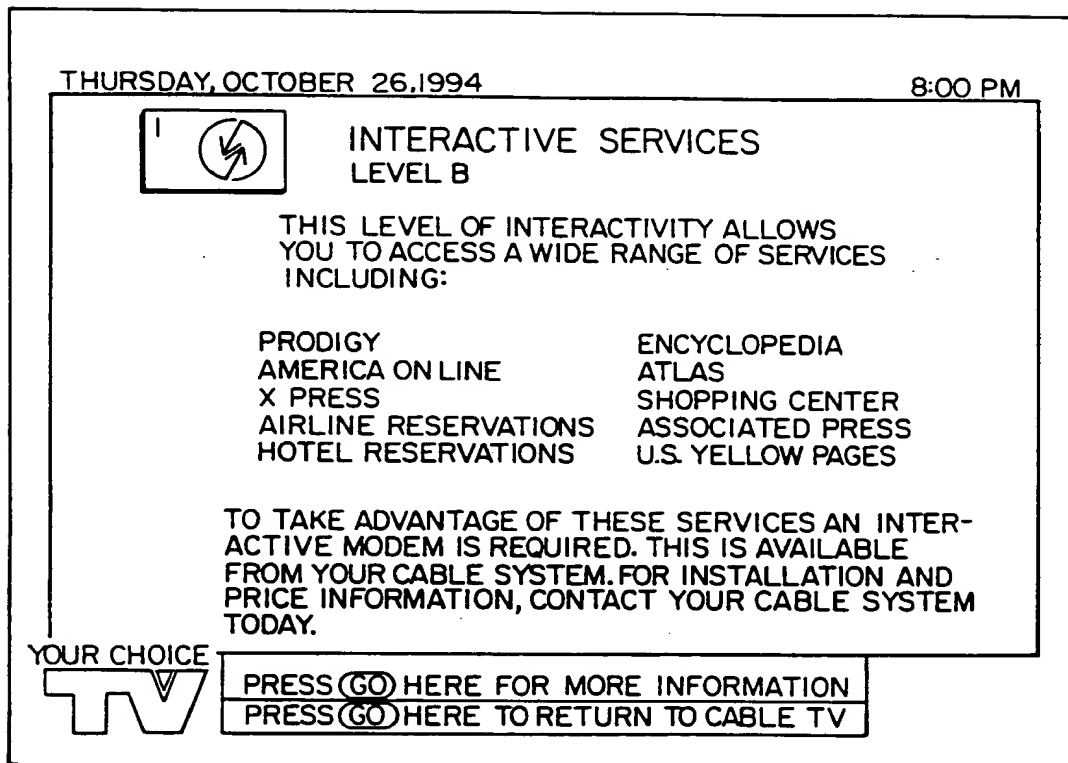 THURSDAY, OCTOBER 26.1994 8:00 PM
I
INTERACTIVE SERVICES
LEVEL B
THIS LEVEL OF INTERACTIVITY ALLOWS
YOU TO ACCESS A WIDE RANGE OF SERVICES
INCLUDING:
PRODIGY ENCYCLOPEDIA
AMERICA ON LINE ATLAS
X PRESS SHOPPING CENTER
AIRLINE RESERVATIONS ASSOCIATED PRESS
HOTEL RESERVATIONS U.S. YELLOW PAGES
TO TAKE ADVANTAGE OF THESE SERVICES AN INTER-
ACTIVE MODEM IS REQUIRED. THIS IS AVAILABLE
FROM YOUR CABLE SYSTEM. FOR INSTALLATION AND
PRICE INFORMATION, CONTACT YOUR CABLE SYSTEM
TODAY.
YOUR CHOICE
TV
PRESS GO HERE FOR MORE INFORMATION
PRESS GO HERE TO RETURN TO CABLE TV